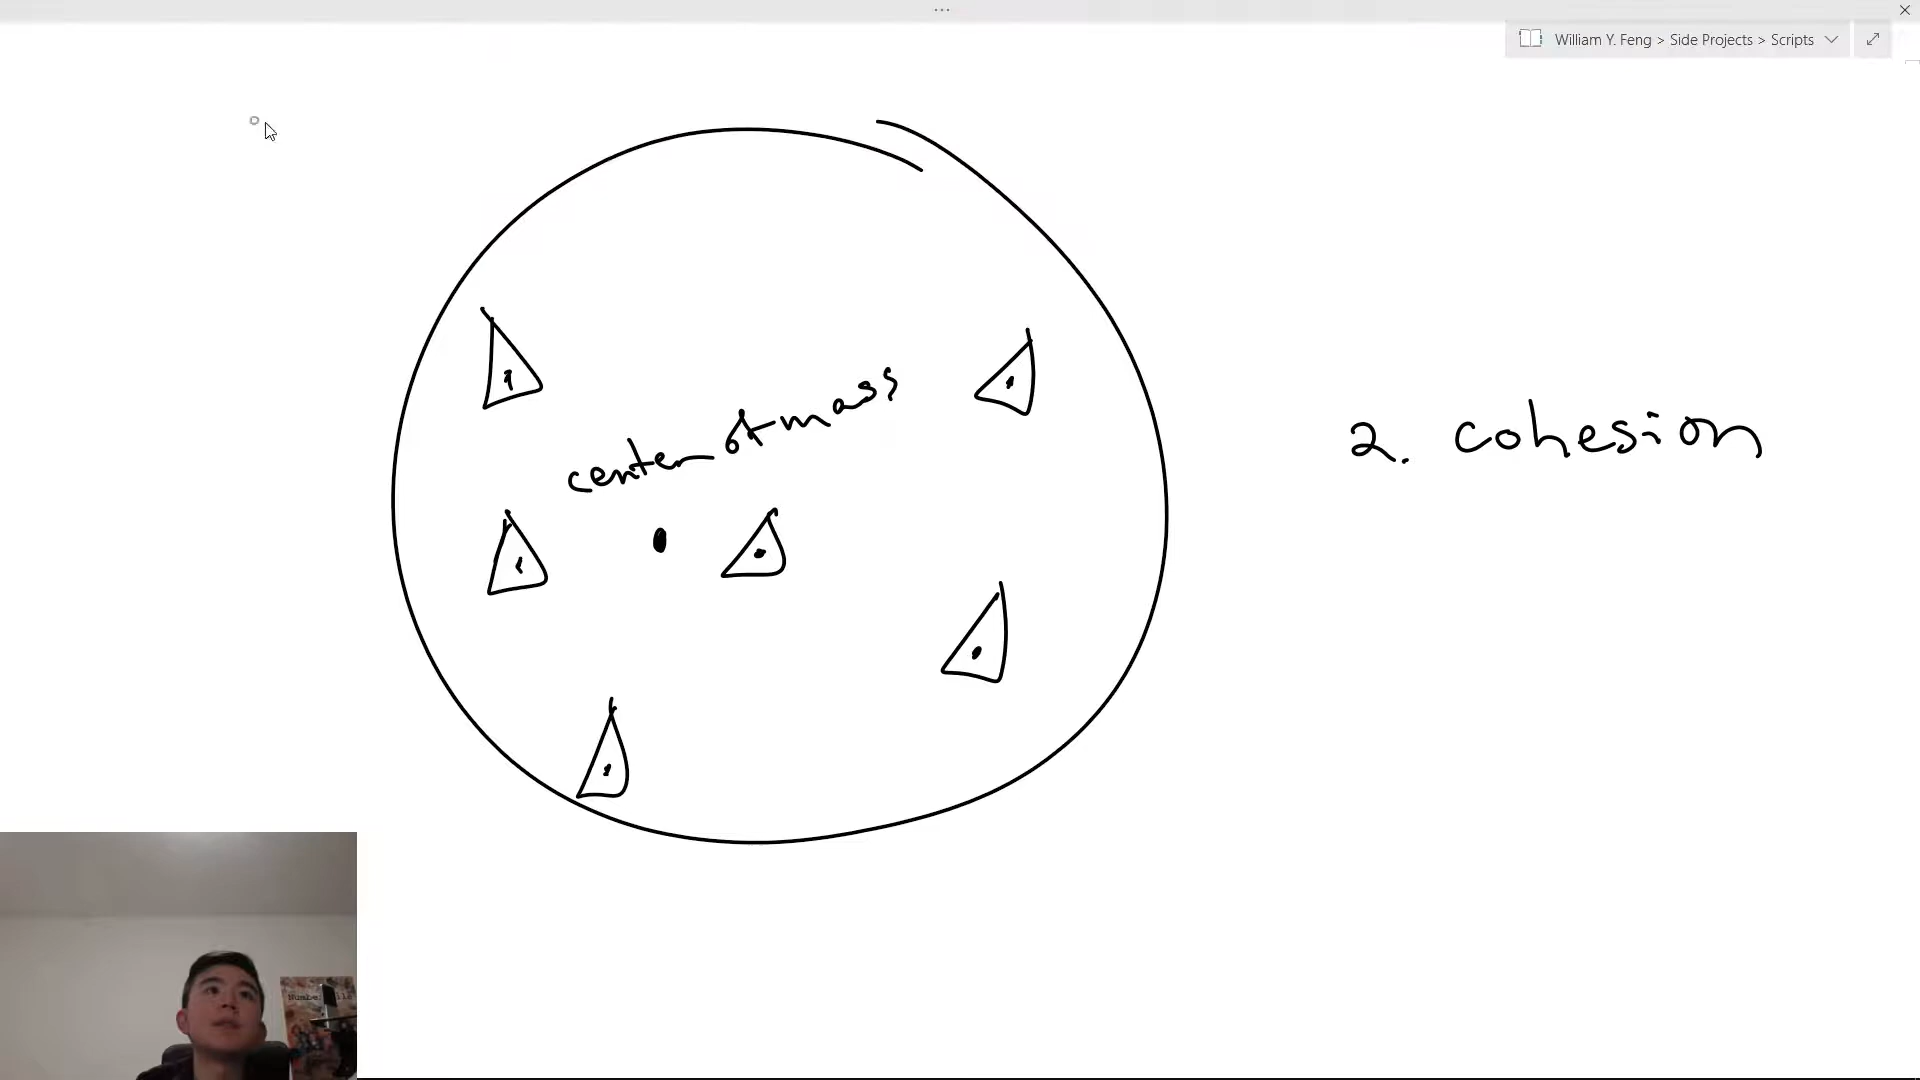 ...
William Y. Feng > Side Projects > Scripts
center of mass
2. cohesion